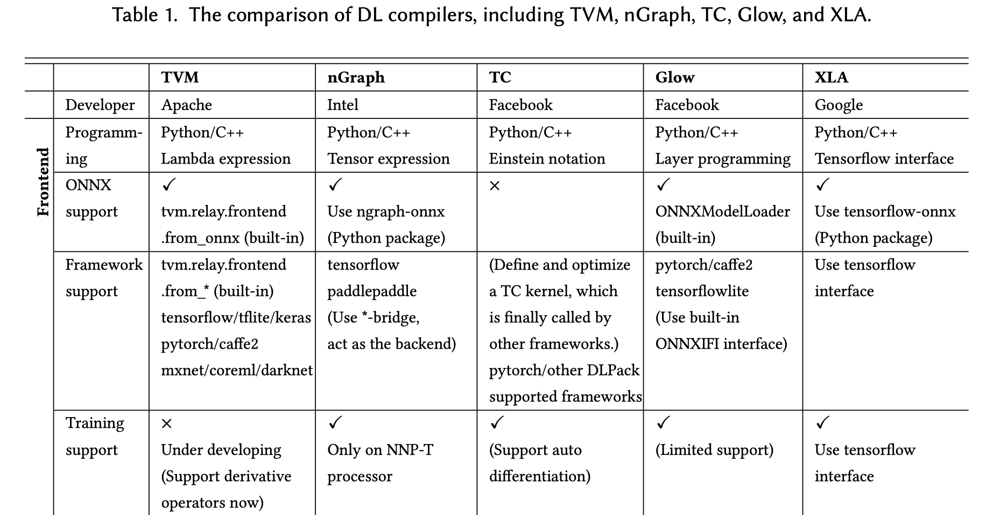 Table 1. The comparison of DL compilers, including TVM, nGraph, TC, Glow, and XLA.
TVM nGraph TC Glow XLA
Developer Apache Intel Facebook Facebook Google
Frontend
Programm- Python/C++ Python/C++ Python/C++ Python/C++ Python/C++
ing Lambda expression Tensor expression Einstein notation Layer programming Tensorflow interface
ONNX ✓ ✓ × ✓ ✓
support tvm.relay.frontend Use ngraph-onnx ONNXModelLoader Use tensorflow-onnx
.from_onnx (built-in) (Python package) (built-in) (Python package)
Framework tvm.relay.frontend tensorflow (Define and optimize pytorch/caffe2 Use tensorflow
support .from_* (built-in) paddlepaddle a TC kernel, which tensorflowlite interface
tensorflow/tflite/keras (Use *-bridge, is finally called by (Use built-in
pytorch/caffe2 act as the backend) other frameworks.) ONNXIFI interface)
mxnet/coreml/darknet pytorch/other DLPack
supported frameworks
Training × ✓ ✓ ✓ ✓
support Under developing Only on NNP-T (Support auto (Limited support) Use tensorflow
(Support derivative processor differentiation) interface
operators now)